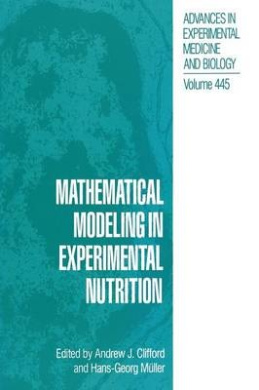 ADVANCES IN
EXPERIMENTAL
MEDICINE
AND BIOLOGY
Volume 445
MATHEMATICAL
MODELING IN
EXPERIMENTAL
NUTRITION
Edited by Andrew J. Clifford
and Hans-Georg Müller